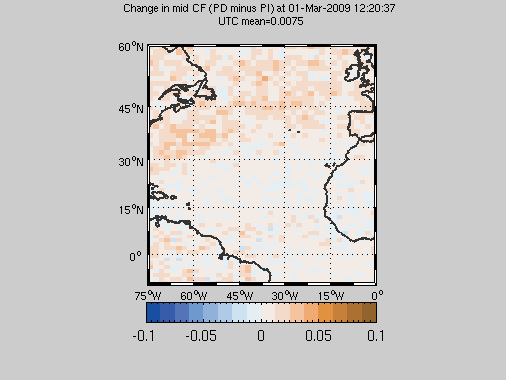 Change in mid CF (PD minus PI) at 01-Mar-2009 12:20:37
UTC mean=0.0075
60°N
45°N
30°N
15°N
0°
75°W 60°W 45°W 30°W 15°W 0°
-0.1 -0.05 0 0.05 0.1